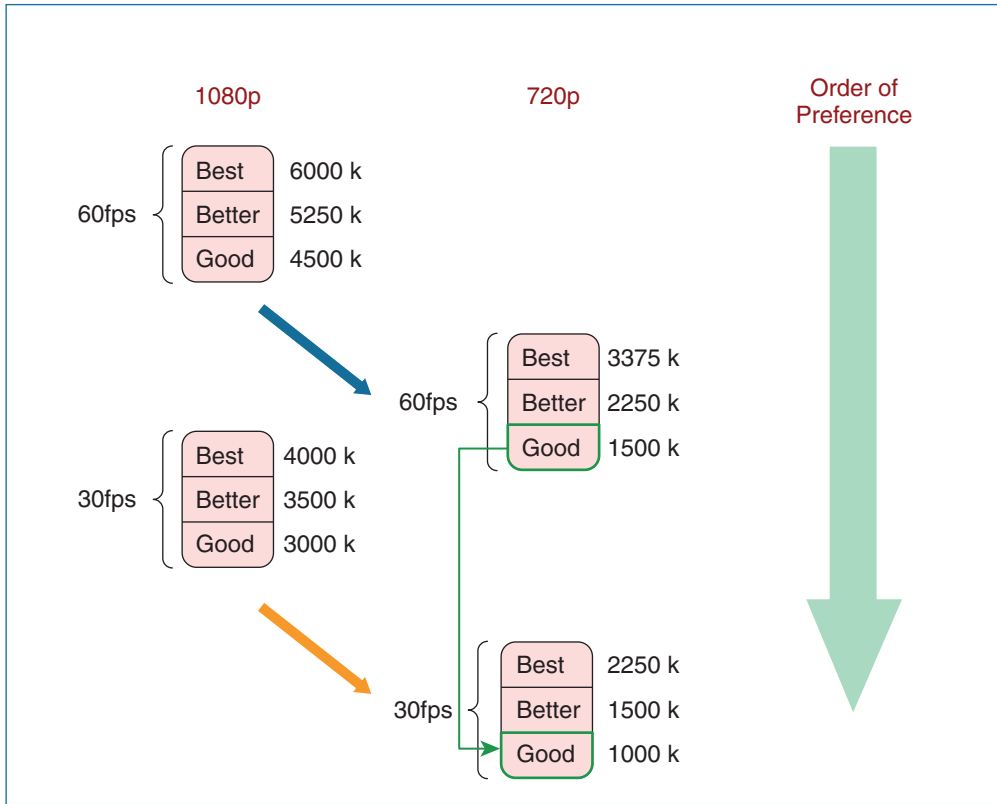 1080p
720p
Order of
Preference
60fps
Best 6000 k
Better 5250 k
Good 4500 k
60fps
Best 3375 k
Better 2250 k
Good 1500 k
30fps
Best 4000 k
Better 3500 k
Good 3000 k
30fps
Best 2250 k
Better 1500 k
Good 1000 k